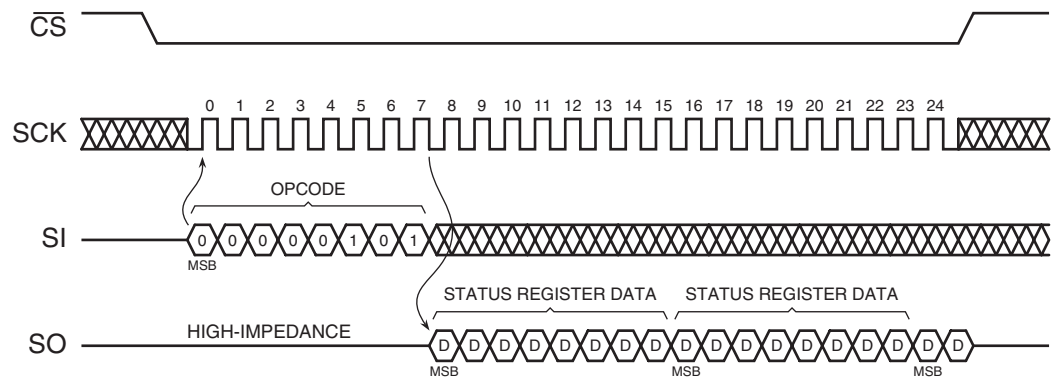 CS
0 1 2 3 4 5 6 7 8 9 10 11 12 13 14 15 16 17 18 19 20 21 22 23 24
SCK
OPCODE
SI 0 0 0 0 0 1 0 1
MSB
STATUS REGISTER DATA STATUS REGISTER DATA
HIGH-IMPEDANCE
SO D D D D D D D D D D D D D D D D D D
MSB MSB MSB